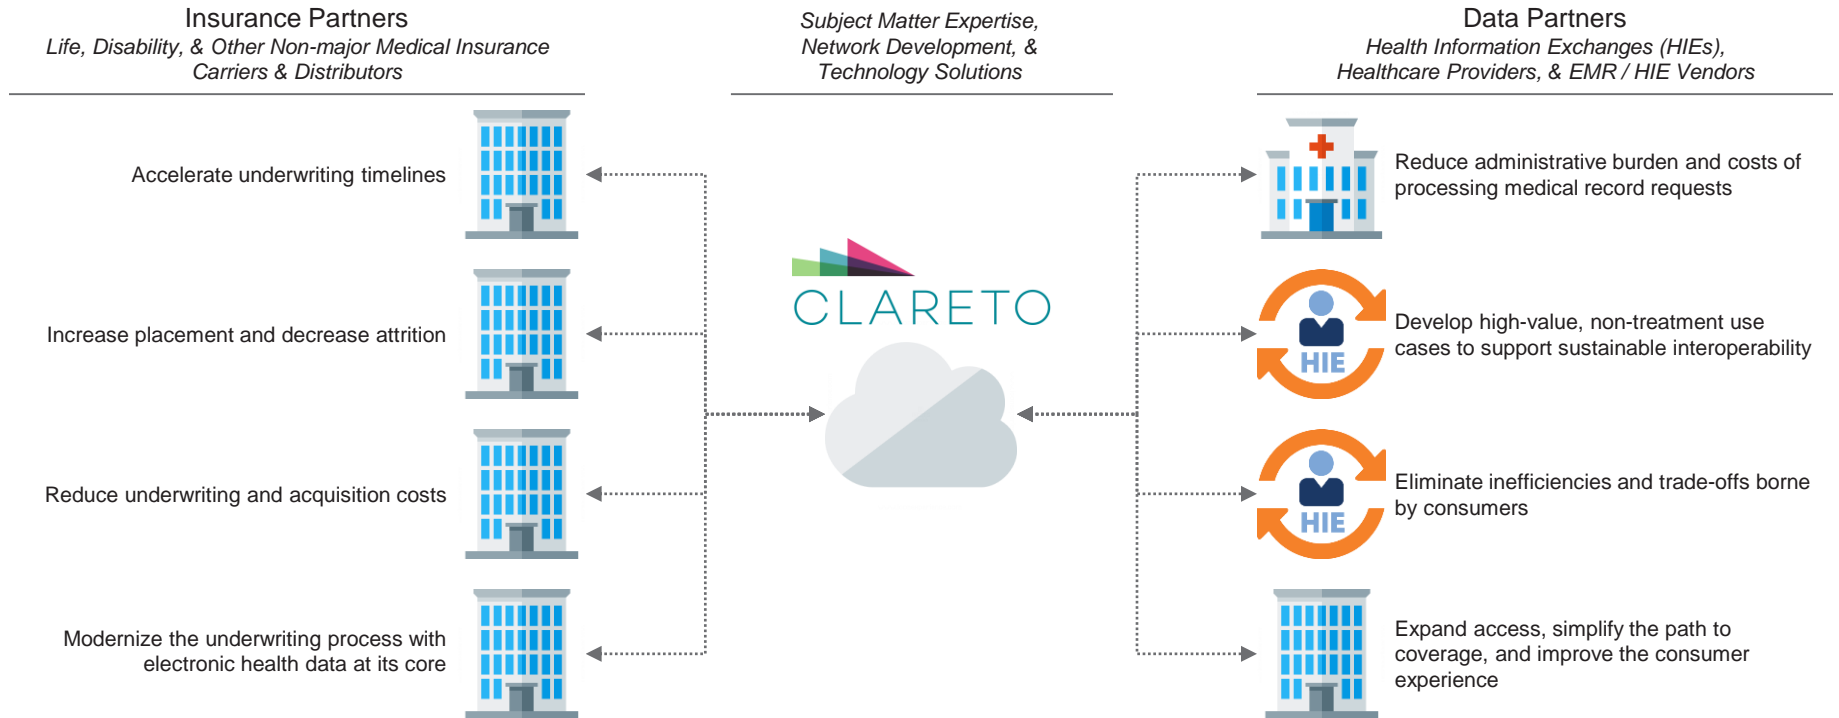 Insurance Partners
Life, Disability, & Other Non-major Medical Insurance
Carriers & Distributors
Accelerate underwriting timelines
Increase placement and decrease attrition
Reduce underwriting and acquisition costs
Modernize the underwriting process with
electronic health data at its core
Subject Matter Expertise,
Network Development, &
Technology Solutions
CLARETO
Data Partners
Health Information Exchanges (HIEs),
Healthcare Providers, & EMR / HIE Vendors
Reduce administrative burden and costs of
processing medical record requests
HIE
Develop high-value, non-treatment use
cases to support sustainable interoperability
HIE
Eliminate inefficiencies and trade-offs borne
by consumers
Expand access, simplify the path to
coverage, and improve the consumer
experience